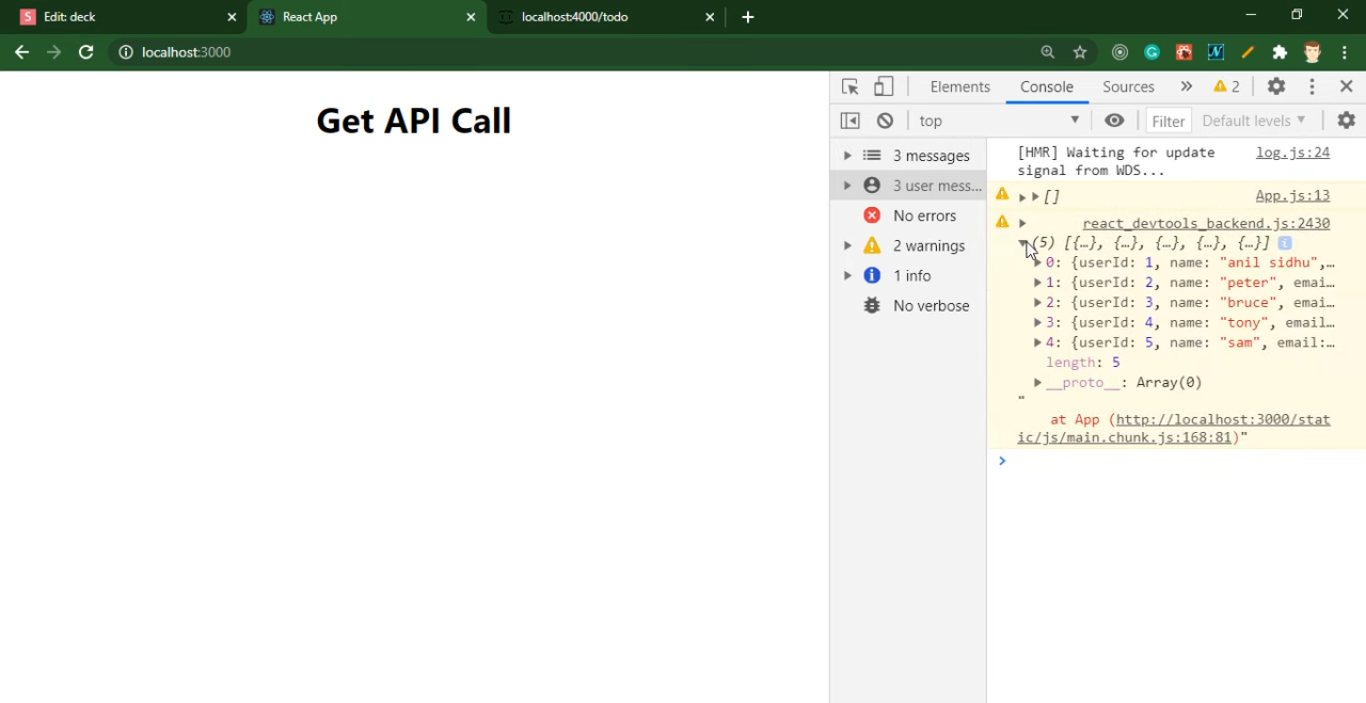 Edit: deck
React App
localhost:4000/todo
localhost:3000
Get API Call
Elements Console Sources » 2
top Filter Default levels
3 messages
3 user mess...
No errors
2 warnings
1 info
No verbose
[HMR] Waiting for update log.js:24
signal from WDS...
[] App.js:13
react_devtools_backend.js:2430
(5) [{…}, {…}, {…}, {…}, {…}]
0: {userId: 1, name: "anil sidhu",…
1: {userId: 2, name: "peter", emai…
2: {userId: 3, name: "bruce", emai…
3: {userId: 4, name: "tony", email…
4: {userId: 5, name: "sam", email:…
length: 5
__proto__: Array(0)
"
at App (http://localhost:3000/stat
ic/js/main.chunk.js:168:81)"